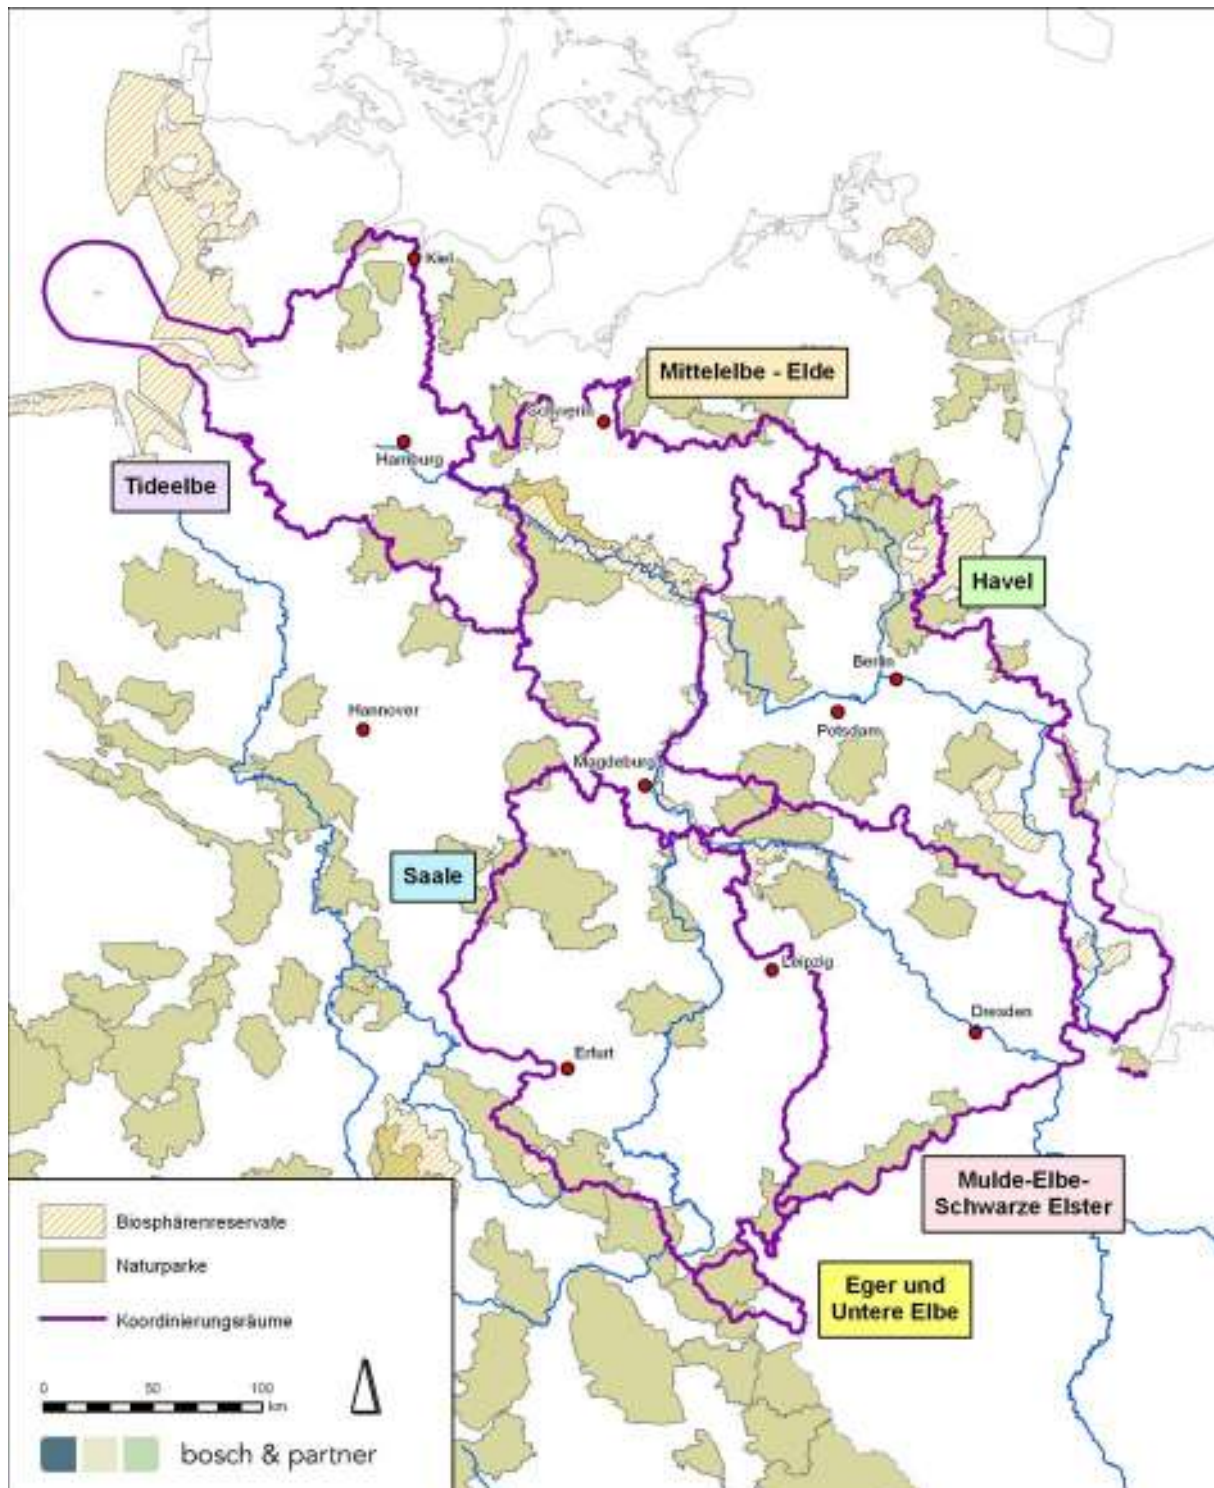 Kiel
Mittelelbe - Elde
Schwerin
Hamburg
Tideelbe
Havel
Berlin
Hannover
Potsdam
Magdeburg
Saale
Leipzig
Dresden
Erfurt
Mulde-Elbe-
Schwarze Elster
Eger und
Untere Elbe
Biosphärenreservate
Naturparke
Koordinierungsräume
0 50 100
km
bosch & partner